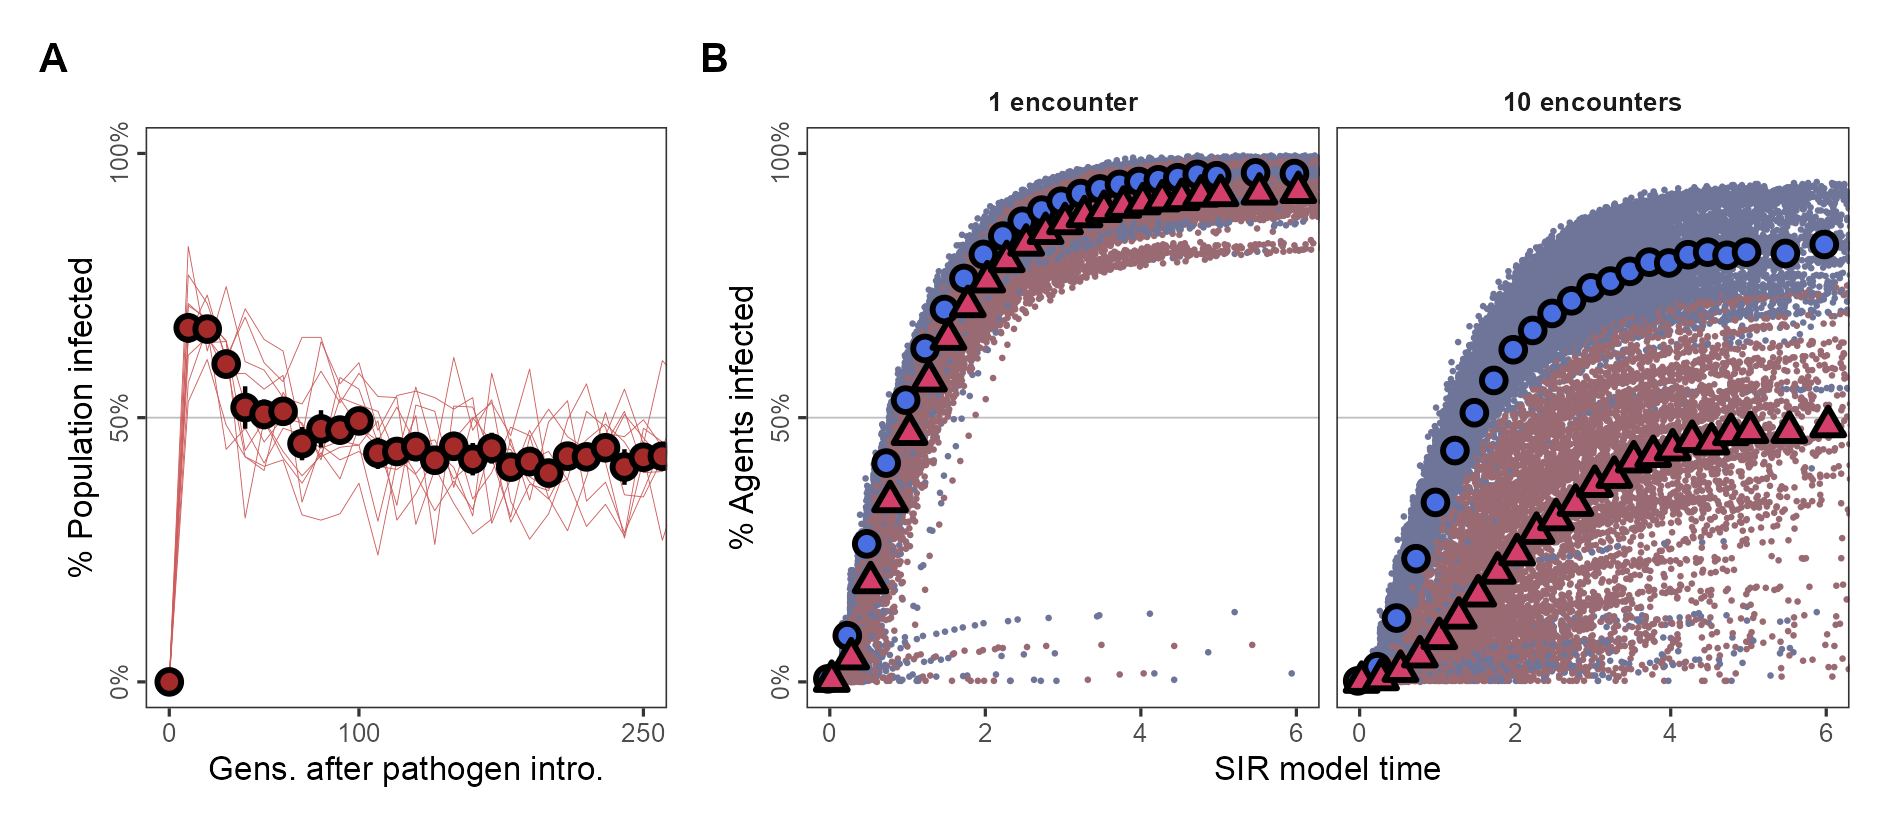 A
B
1 encounter
10 encounters
% Population infected
100%
50%
0%
0
100
250
Gens. after pathogen intro.
% Agents infected
100%
50%
0%
0
2
4
6
0
2
4
6
SIR model time